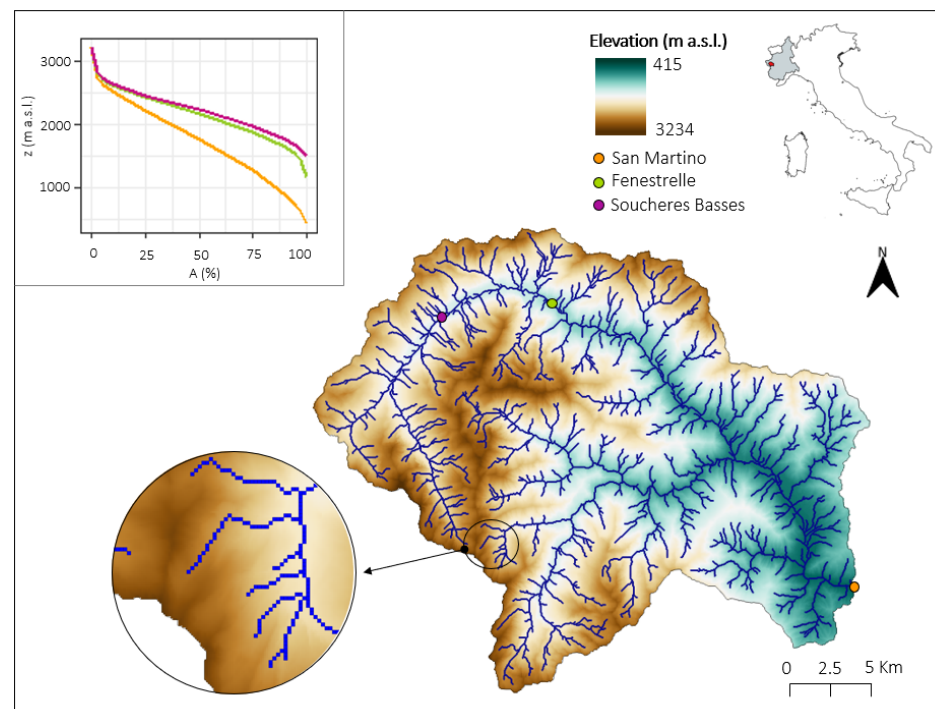 3000
2000
1000
z (m a.s.l.)
0 25 50 75 100
A (%)
Elevation (m a.s.l.)
415
3234
San Martino
Fenestrelle
Soucheres Basses
N
0 2.5 5 Km